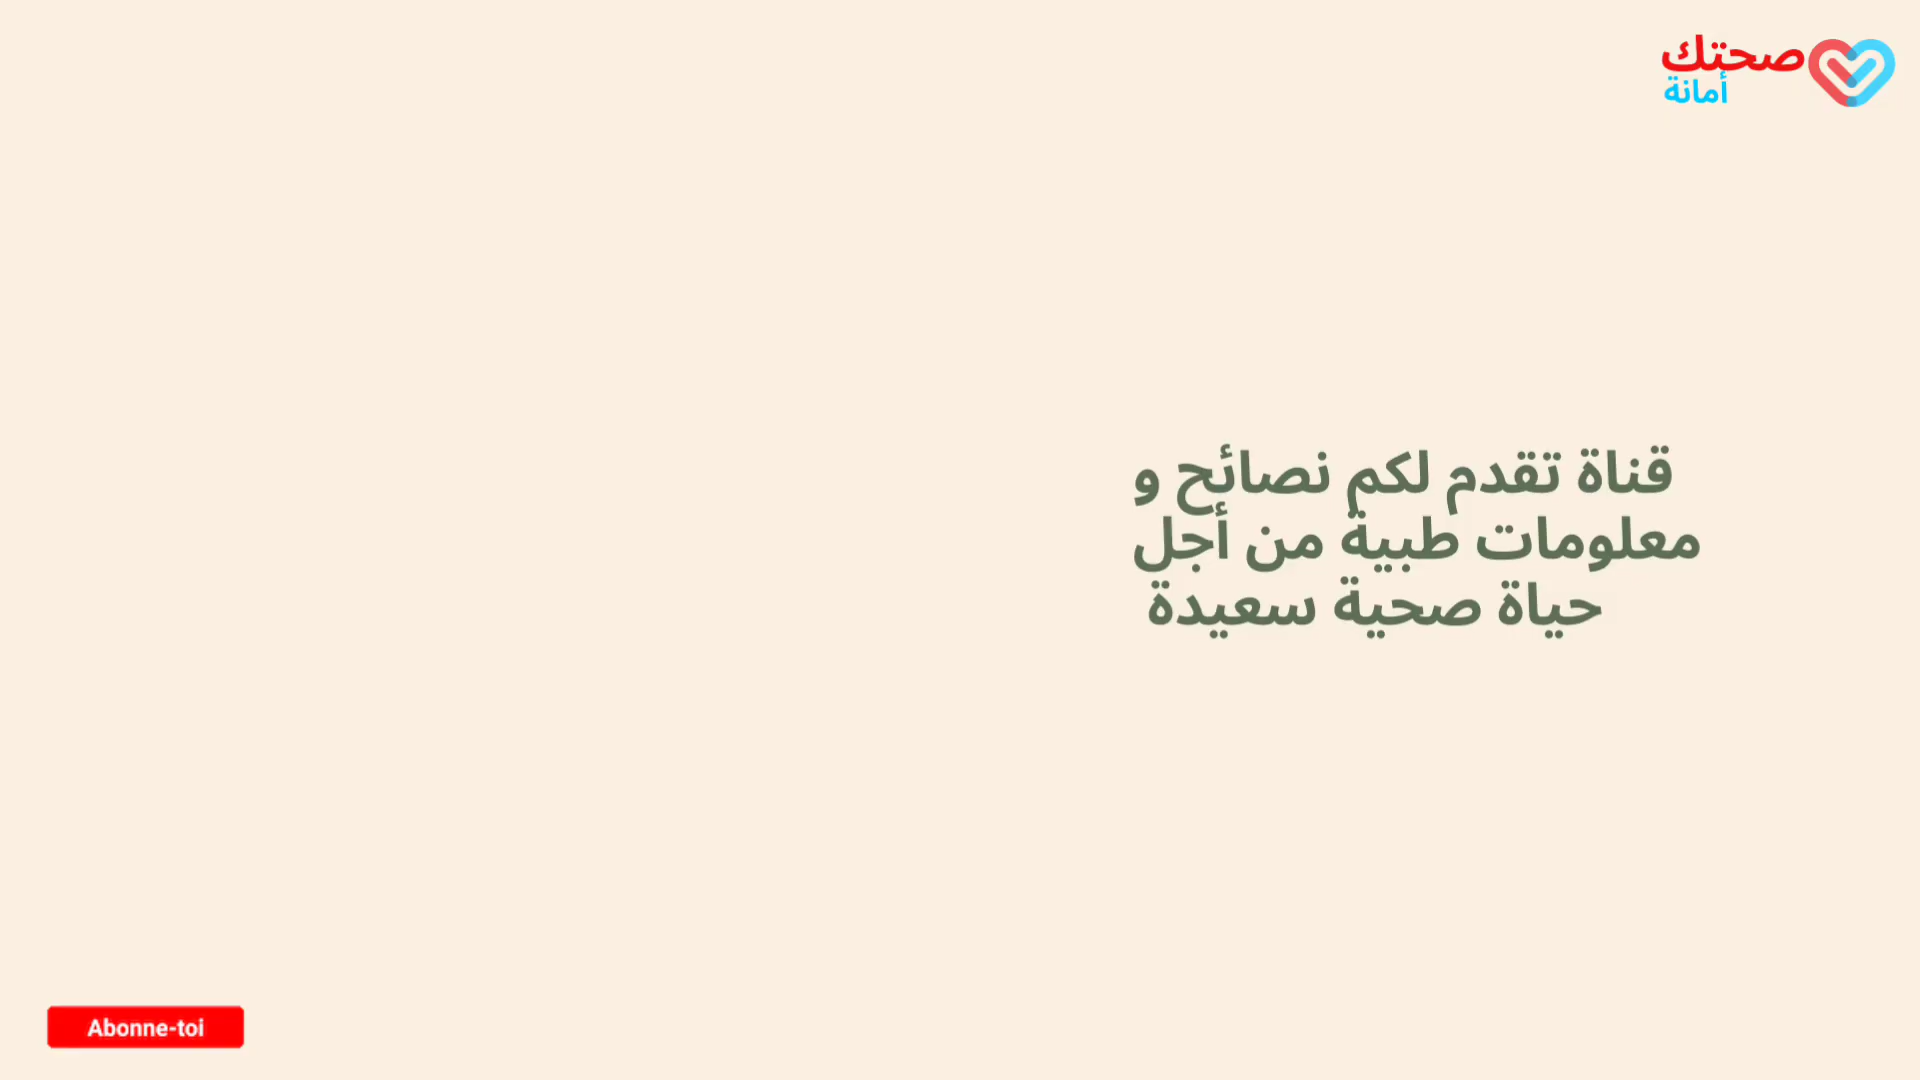 صحتك
أمانة
قناة تقدم لكم نصائح و
معلومات طبية من أجل
حياة صحية سعيدة
Abonne-toi